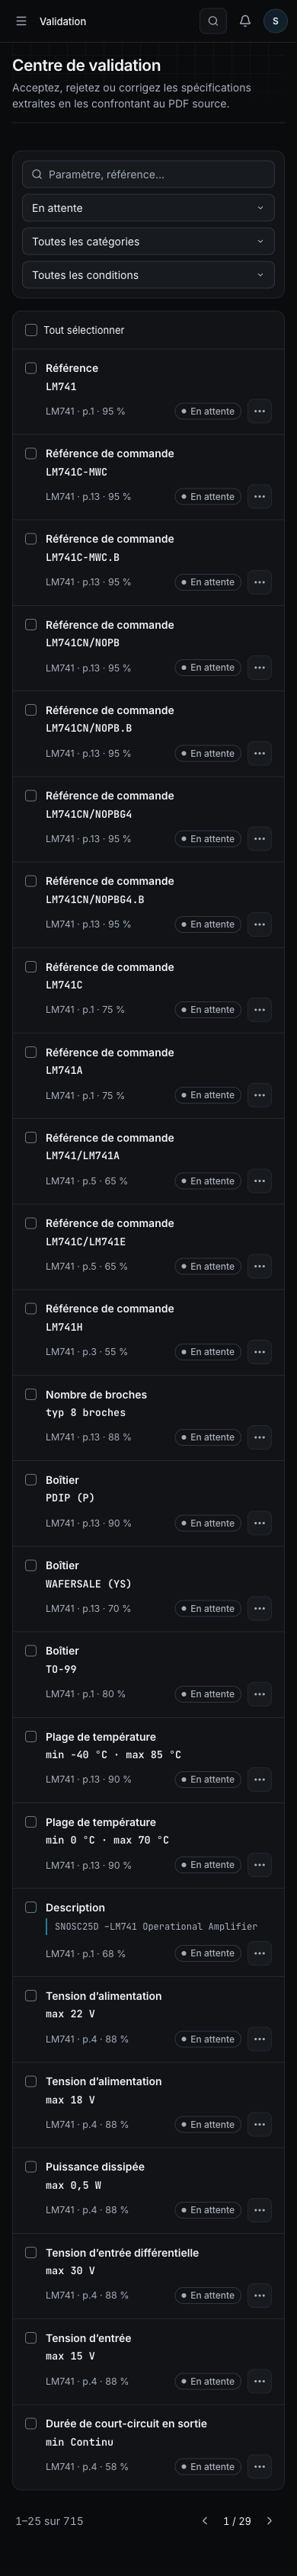 Validation
S
Centre de validation
Acceptez, rejetez ou corrigez les spécifications
extraites en les confrontant au PDF source.
Paramètre, référence…
En attente
Toutes les catégories
Toutes les conditions
Tout sélectionner
Référence
LM741
LM741 · p.1 · 95 % En attente
Référence de commande
LM741C-MWC
LM741 · p.13 · 95 % En attente
Référence de commande
LM741C-MWC.B
LM741 · p.13 · 95 % En attente
Référence de commande
LM741CN/NOPB
LM741 · p.13 · 95 % En attente
Référence de commande
LM741CN/NOPB.B
LM741 · p.13 · 95 % En attente
Référence de commande
LM741CN/NOPBG4
LM741 · p.13 · 95 % En attente
Référence de commande
LM741CN/NOPBG4.B
LM741 · p.13 · 95 % En attente
Référence de commande
LM741C
LM741 · p.1 · 75 % En attente
Référence de commande
LM741A
LM741 · p.1 · 75 % En attente
Référence de commande
LM741/LM741A
LM741 · p.5 · 65 % En attente
Référence de commande
LM741C/LM741E
LM741 · p.5 · 65 % En attente
Référence de commande
LM741H
LM741 · p.3 · 55 % En attente
Nombre de broches
typ 8 broches
LM741 · p.13 · 88 % En attente
Boîtier
PDIP (P)
LM741 · p.13 · 90 % En attente
Boîtier
WAFERSALE (YS)
LM741 · p.13 · 70 % En attente
Boîtier
TO-99
LM741 · p.1 · 80 % En attente
Plage de température
min -40 °C · max 85 °C
LM741 · p.13 · 90 % En attente
Plage de température
min 0 °C · max 70 °C
LM741 · p.13 · 90 % En attente
Description
SNOSC25D –LM741 Operational Amplifier
LM741 · p.1 · 68 % En attente
Tension d’alimentation
max 22 V
LM741 · p.4 · 88 % En attente
Tension d’alimentation
max 18 V
LM741 · p.4 · 88 % En attente
Puissance dissipée
max 0,5 W
LM741 · p.4 · 88 % En attente
Tension d’entrée différentielle
max 30 V
LM741 · p.4 · 88 % En attente
Tension d’entrée
max 15 V
LM741 · p.4 · 88 % En attente
Durée de court-circuit en sortie
min Continu
LM741 · p.4 · 58 % En attente
1–25 sur 715 1 / 29